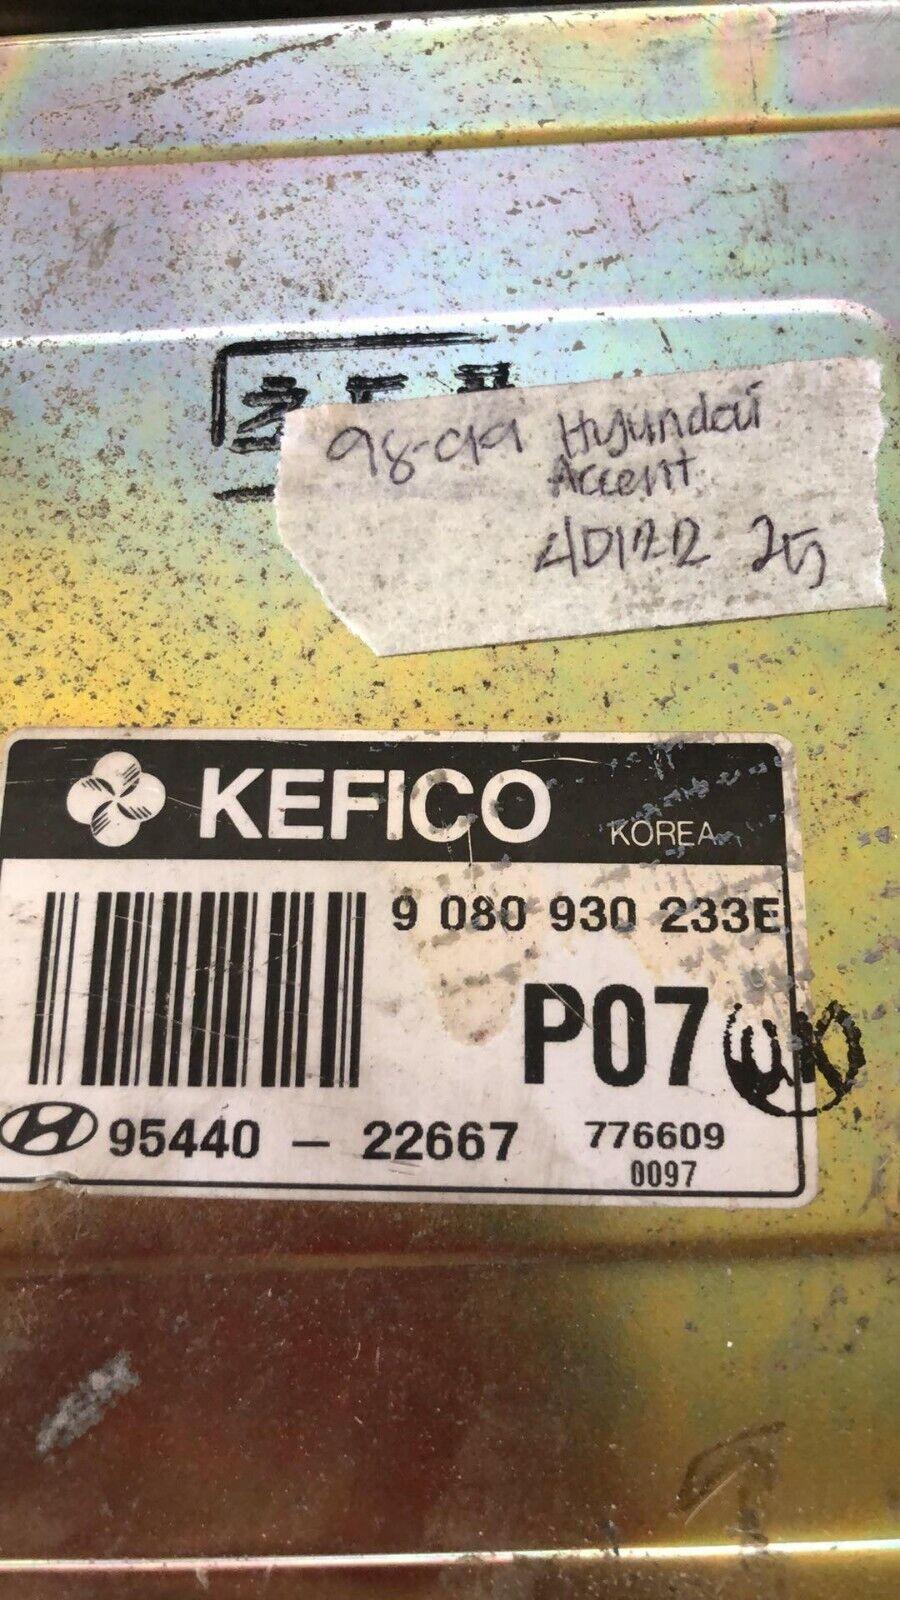 98-99 Hyundai
Accent
KEFICO
KOREA
9 080 930 233E
P07
95440 - 22667
776609
0097